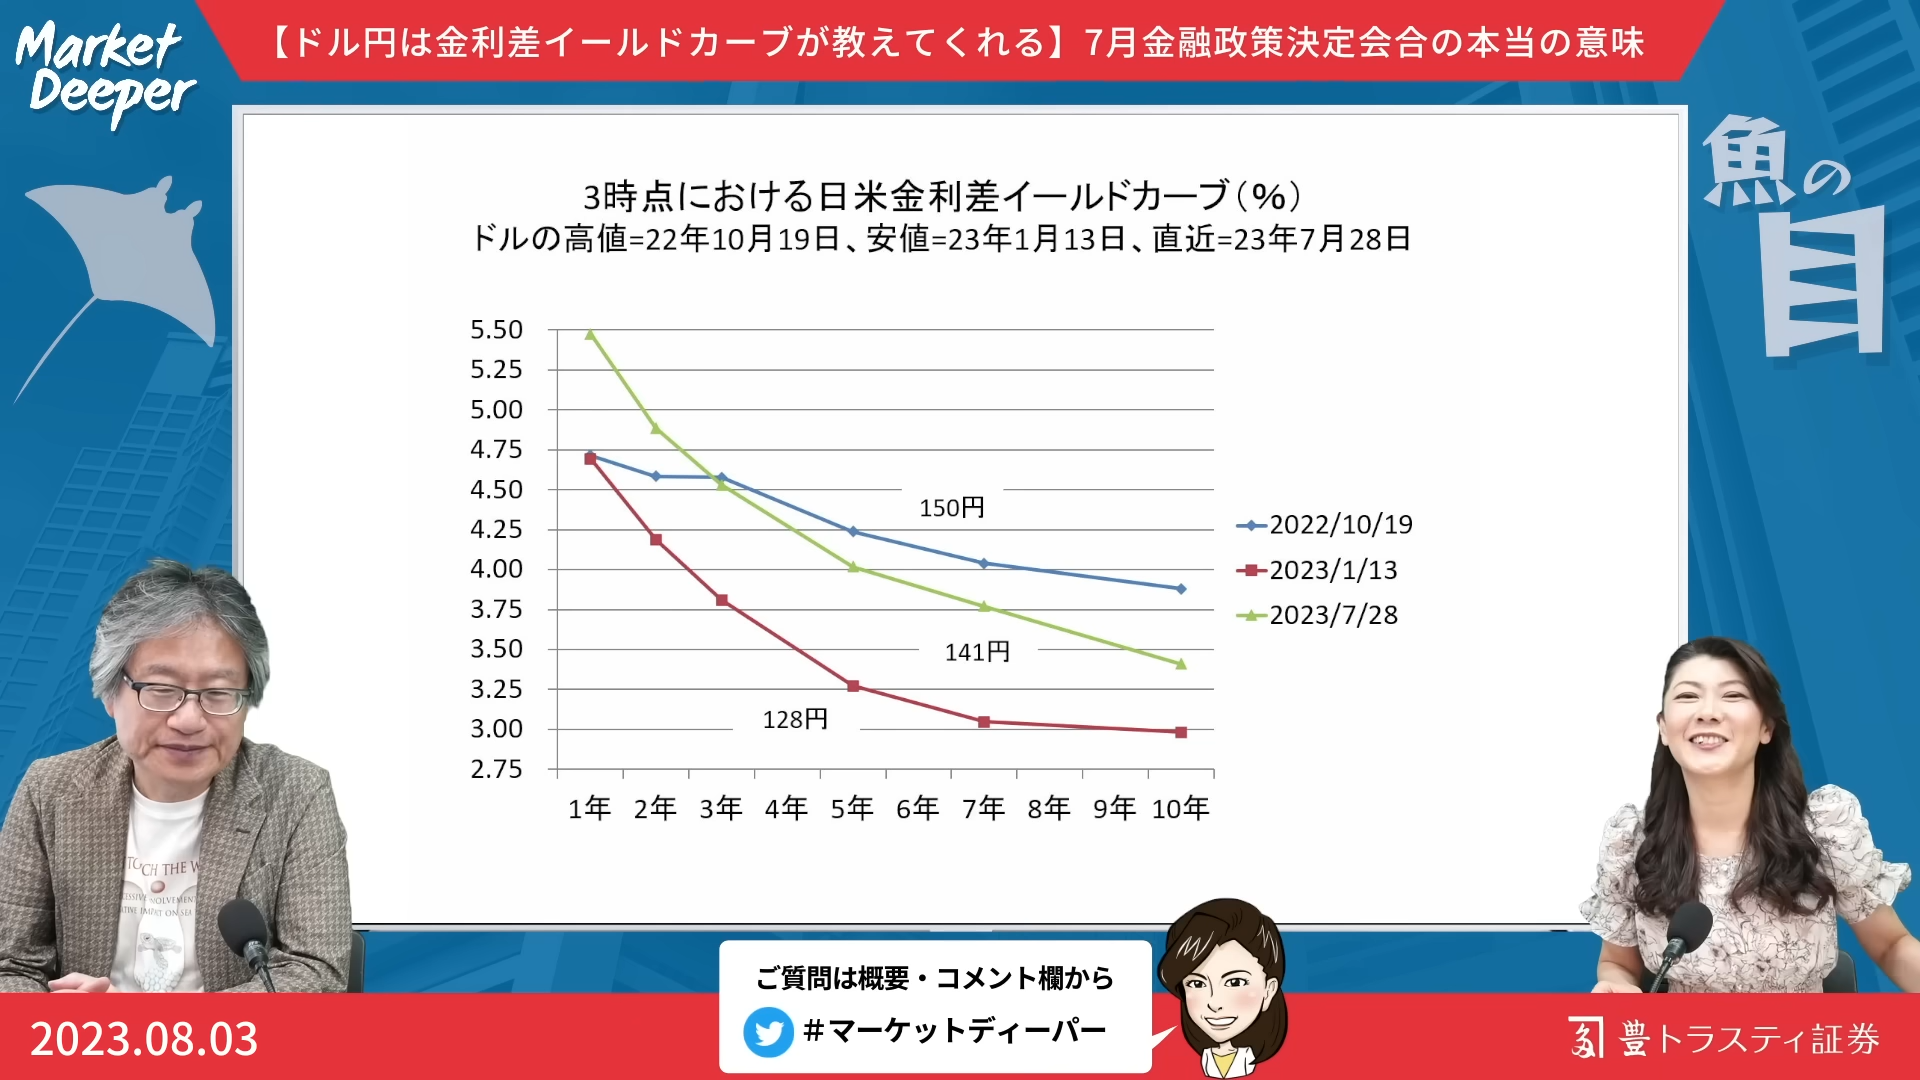 Market
Deeper
【ドル円は金利差イールドカーブが教えてくれる】7月金融政策決定会合の本当の意味
魚の
目
3時点における日米金利差イールドカーブ(%)
ドルの高値=22年10月19日、安値=23年1月13日、直近=23年7月28日
5.50
5.25
5.00
4.75
4.50
4.25
4.00
3.75
3.50
3.25
3.00
2.75
150円
141円
128円
2022/10/19
2023/1/13
2023/7/28
1年 2年 3年 4年 5年 6年 7年 8年 9年 10年
ご質問は概要・コメント欄から
#マーケットディーパー
2023.08.03
豊トラスティ証券